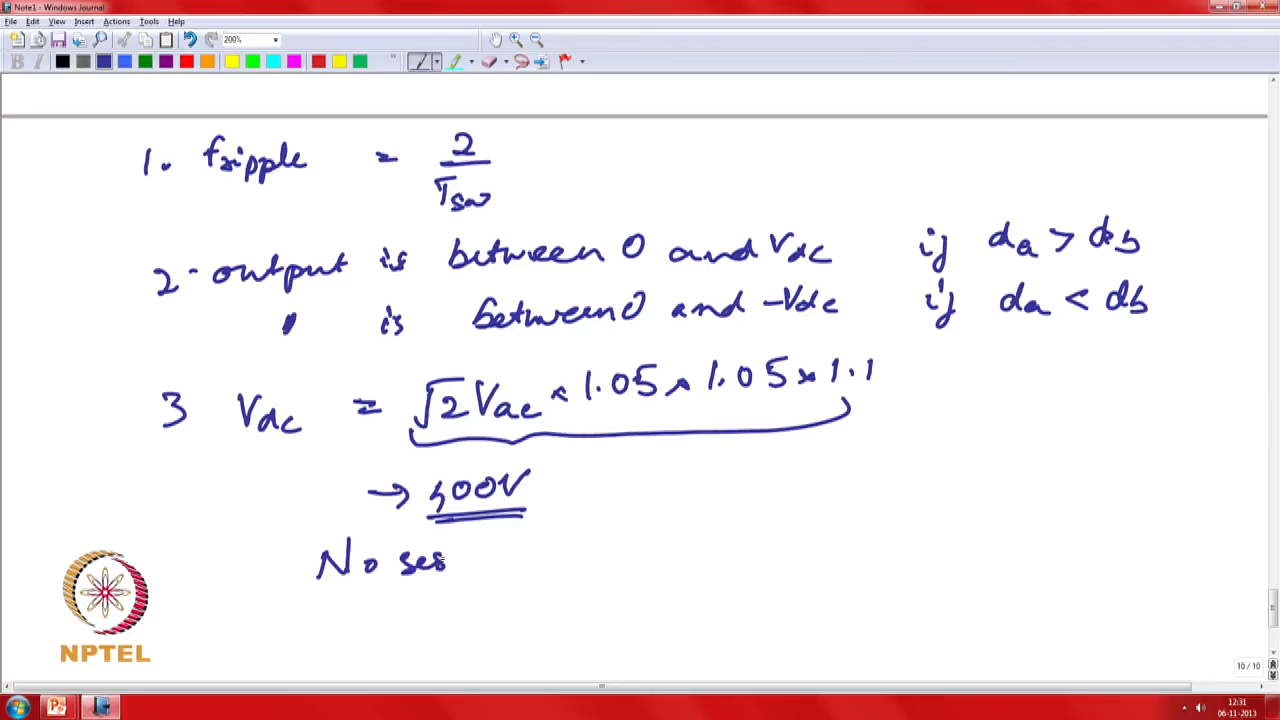 Note1 - Windows Journal
File Edit View Insert Actions Tools Help
200%
B I
1. fripple = 2/Tsw
2 - output is between 0 and Vdc if da > db
is between 0 and -Vdc if da < db
3 Vdc = √2 Vac × 1.05 × 1.05 × 1.1
→ 400V
No ses
NPTEL
10 / 10
12:31
06-11-2013